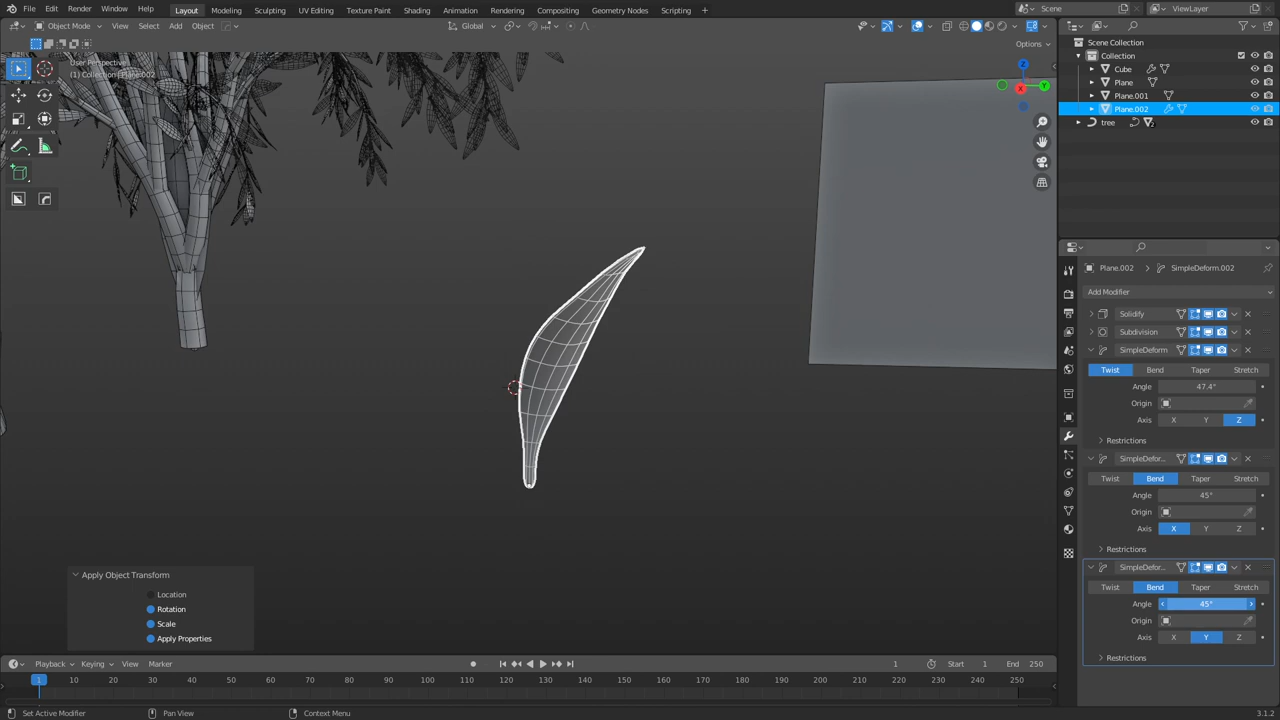 File Edit Render Window Help Layout Modeling Sculpting UV Editing Texture Paint Shading Animation Rendering Compositing Geometry Nodes Scripting + Scene ViewLayer
Object Mode View Select Add Object Global
Options
User Perspective
(1) Collection | Plane.002
Z
Y
X
Scene Collection
Collection
Cube
Plane
Plane.001
Plane.002
tree
Plane.002 > SimpleDeform.002
Add Modifier
Solidify
Subdivision
SimpleDeform
Twist Bend Taper Stretch
Angle 47.4°
Origin
Axis X Y Z
Restrictions
SimpleDefor...
Twist Bend Taper Stretch
Angle 45°
Origin
Axis X Y Z
Restrictions
SimpleDefor...
Twist Bend Taper Stretch
Angle 45°
Origin
Axis X Y Z
Restrictions
Apply Object Transform
Location
Rotation
Scale
Apply Properties
Playback Keying View Marker 1 Start 1 End 250
1 10 20 30 40 50 60 70 80 90 100 110 120 130 140 150 160 170 180 190 200 210 220 230 240 250
Set Active Modifier Pan View Context Menu 3.1.2